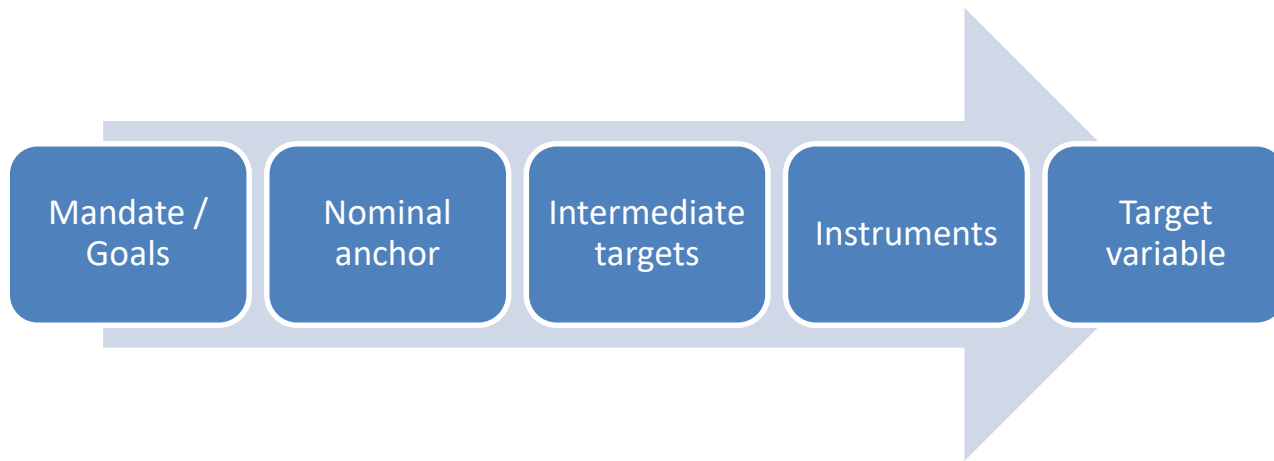 Mandate /
Goals
Nominal
anchor
Intermediate
targets
Instruments
Target
variable